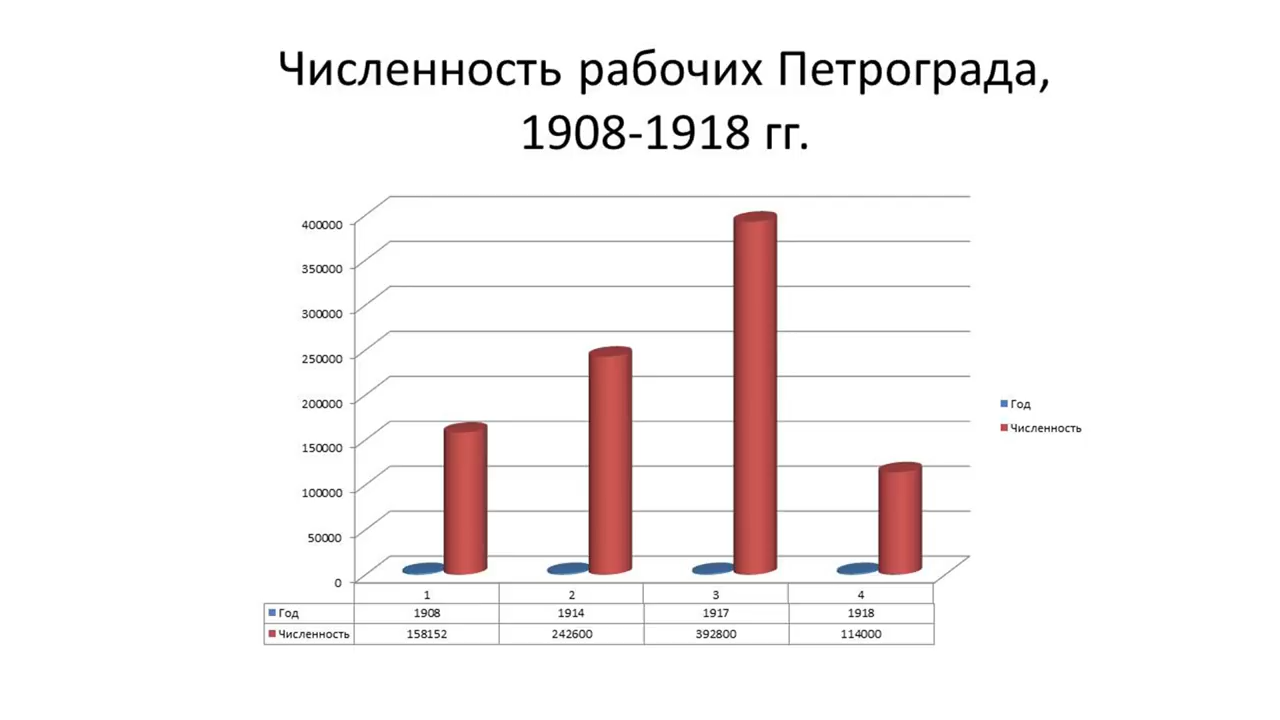 Численность рабочих Петрограда,
1908-1918 гг.
400000
350000
300000
250000
200000
150000
100000
50000
0
Год
Численность
1 2 3 4
Год 1908 1914 1917 1918
Численность 158152 242600 392800 114000